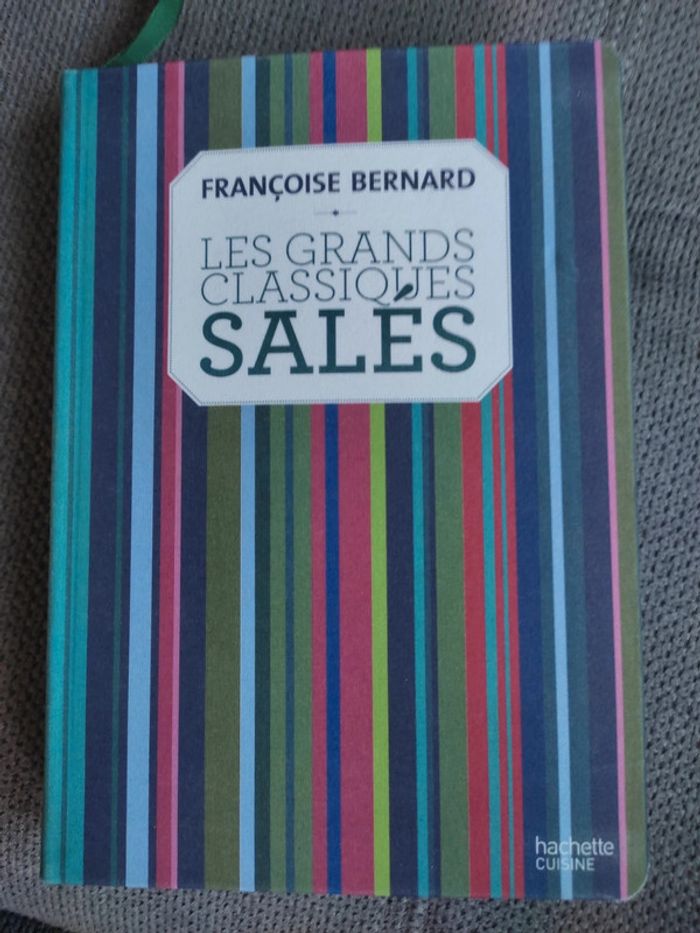 FRANÇOISE BERNARD
LES GRANDS
CLASSIQUES
SALÉS
hachette
CUISINE